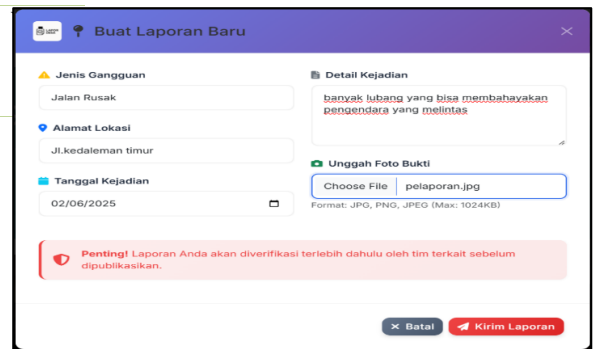 Buat Laporan Baru
Jenis Gangguan
Jalan Rusak
Alamat Lokasi
Jl.kedaleman timur
Tanggal Kejadian
02/06/2025
Detail Kejadian
banyak lubang yang bisa membahayakan
pengendara yang melintas
Unggah Foto Bukti
Choose File pelaporan.jpg
Format: JPG, PNG, JPEG (Max: 1024KB)
Penting! Laporan Anda akan diverifikasi terlebih dahulu oleh tim terkait sebelum
dipublikasikan.
× Batal
Kirim Laporan